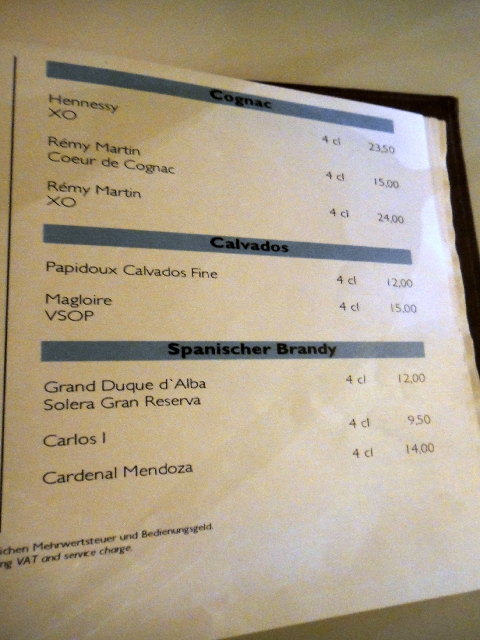 Cognac
Hennessy
XO 4 cl 23,50
Rémy Martin
Coeur de Cognac 4 cl 15,00
Rémy Martin
XO 4 cl 24,00
Calvados
Papidoux Calvados Fine 4 cl 12,00
Magloire 4 cl 15,00
VSOP
Spanischer Brandy
Grand Duque d`Alba 4 cl 12,00
Solera Gran Reserva
Carlos I 4 cl 9,50
Cardenal Mendoza 4 cl 14,00
ichen Mehrwertsteuer und Bedienungsgeld.
ng VAT and service charge.